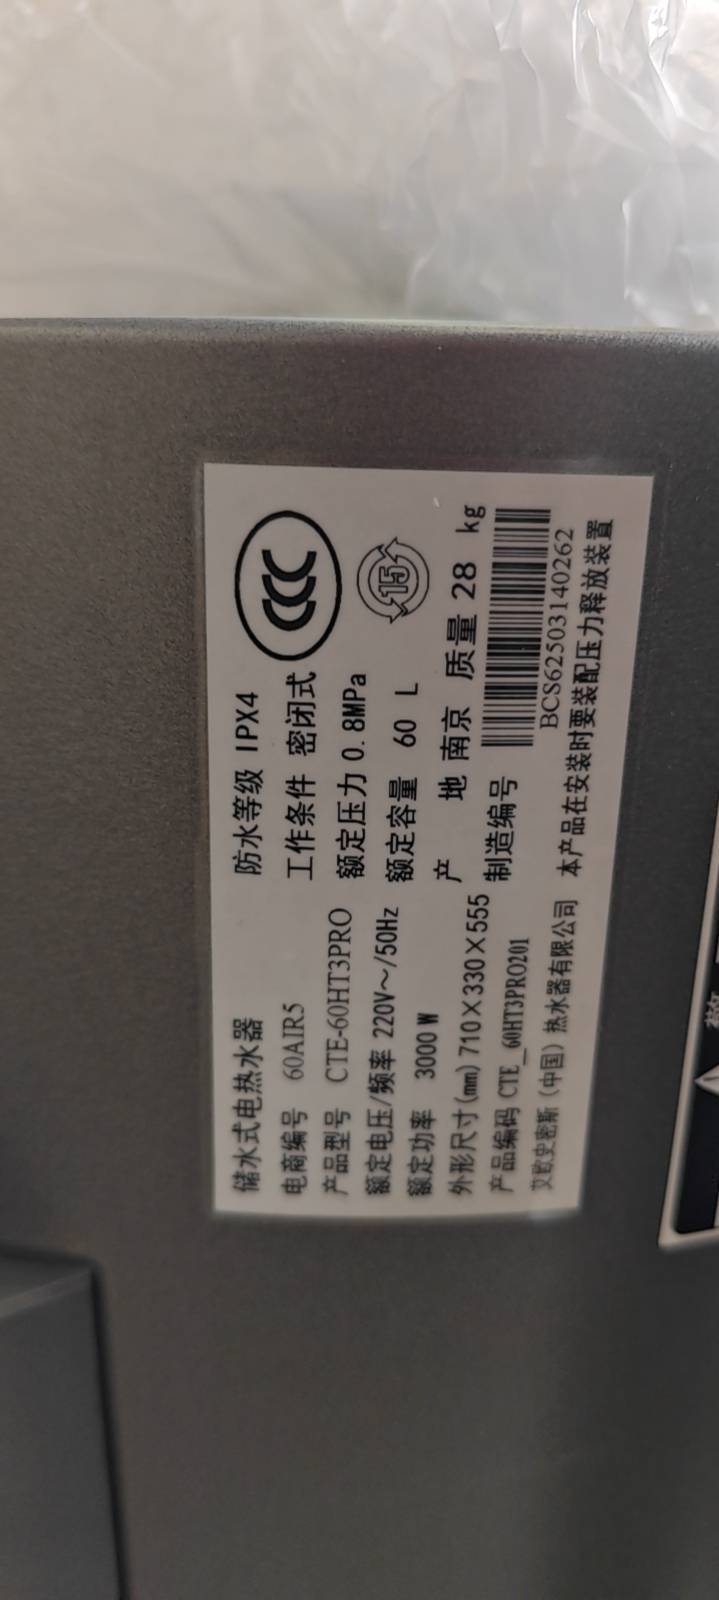 储水式电热水器
电商编号 60AIR5
产品型号 CTE-60HT3PRO
额定电压/频率 220V～/50Hz
额定功率 3000 W
外形尺寸(mm) 710×330×555
产品编码 CTE_60HT3PRO201
艾欧史密斯（中国）热水器有限公司
防水等级 IPX4
工作条件 密闭式
额定压力 0.8MPa
额定容量 60 L
产 地 南京 质量 28 kg
制造编号
BCS62503140262
本产品在安装时要装配压力释放装置
CCC
15
警